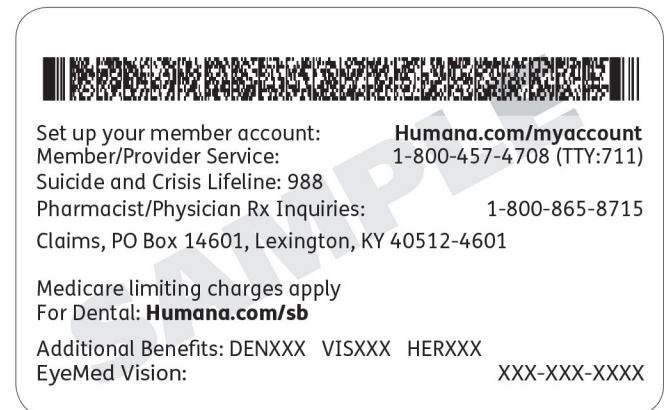 Set up your member account: Humana.com/myaccount
Member/Provider Service: 1-800-457-4708 (TTY:711)
Suicide and Crisis Lifeline: 988
Pharmacist/Physician Rx Inquiries: 1-800-865-8715
Claims, PO Box 14601, Lexington, KY 40512-4601
Medicare limiting charges apply
For Dental: Humana.com/sb
Additional Benefits: DENXXX VISXXX HERXXX
EyeMed Vision: XXX-XXX-XXXX
SAMPLE